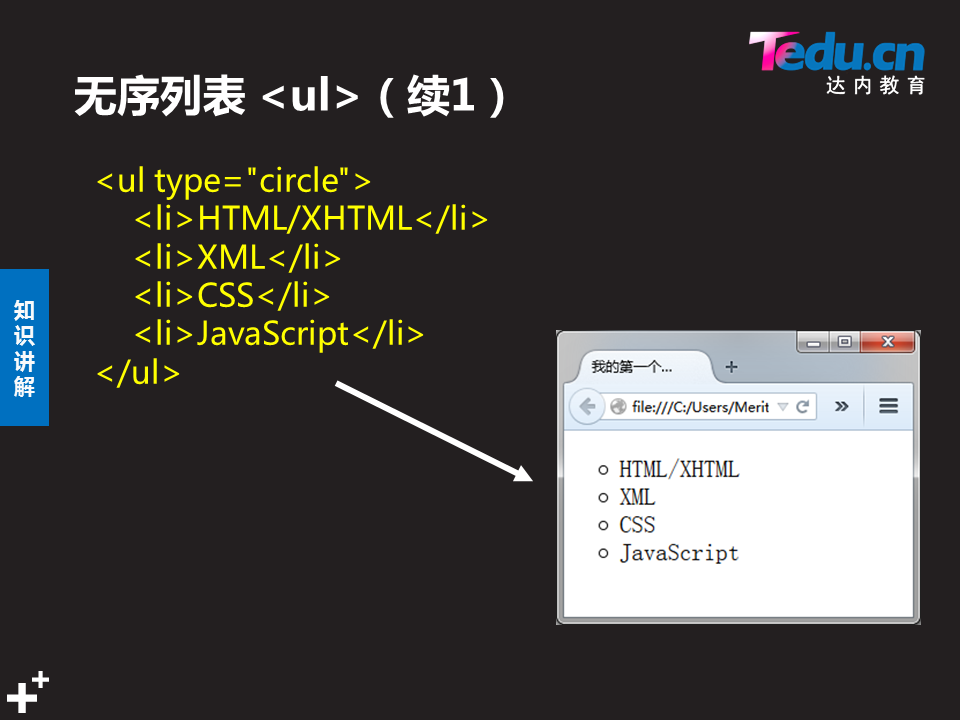 Tedu.cn
达内教育
无序列表 <ul>（续1）
<ul type="circle">
<li>HTML/XHTML</li>
<li>XML</li>
<li>CSS</li>
<li>JavaScript</li>
</ul>
知识讲解
我的第一个...
file:///C:/Users/Merit
HTML/XHTML
XML
CSS
JavaScript